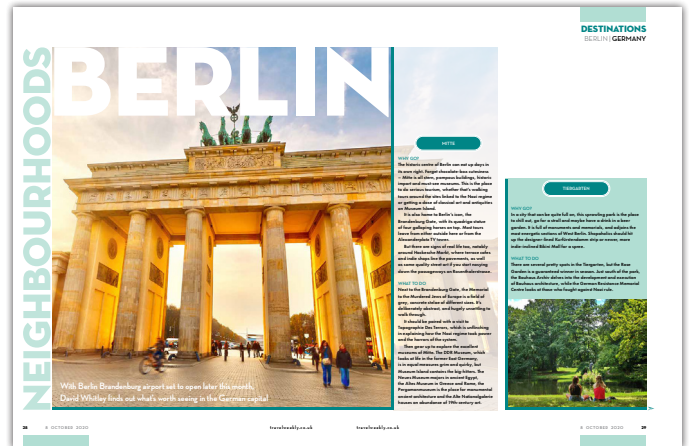 DESTINATIONS
BERLIN | GERMANY
NEIGHBOURHOODS
BERLIN
With Berlin Brandenburg airport set to open later this month,
David Whitley finds out what's worth seeing in the German capital
MITTE
WHY GO?
The historic centre of Berlin can eat up days in
its own right. Forget chocolate-box cuteness
– Mitte is all stern, pompous buildings, historic
import and must-see museums. This is the place
to do serious tourism, whether that's walking
tours around the sites linked to the Nazi regime
or getting a dose of classical art and antiquities
on Museum Island.
It is also home to Berlin's icon, the
Brandenburg Gate, with its quadriga statue
of four galloping horses on top. Most tours
leave from either outside here or from the
Alexanderplatz TV tower.
But there are signs of real life too, notably
around Hackesche Markt, where terrace cafes
and indie shops line the pavements, as well
as some quality street art if you start nosying
down the passageways on Rosenthalerstrasse.
WHAT TO DO
Next to the Brandenburg Gate, the Memorial
to the Murdered Jews of Europe is a field of
grey, concrete statues of different sizes. It's
deliberately abstract, and hugely unsettling to
walk through.
It should be paired with a visit to
Topographie Des Terrors, which is unflinching
in explaining how the Nazi regime took power
and the horrors of the system.
Then gear up to explore the excellent
museums of Mitte. The DDR Museum, which
looks at life in the former East Germany,
is in equal measures grim and quirky, but
Museum Island contains the big-hitters. The
Neues Museum majors in ancient Egypt,
the Altes Museum in Greece and Rome, the
Pergamonmuseum is the place for monumental
ancient architecture and the Alte Nationalgalerie
houses an abundance of 19th-century art.
TIERGARTEN
WHY GO?
In a city that can be quite full on, this sprawling park is the place
to chill out, go for a stroll and maybe have a drink in a beer
garden. It is full of monuments and memorials, and adjoins the
most energetic sections of West Berlin. Shopaholics should hit
up the designer-lined Kurfürstendamm strip or newer, more
indie-inclined Bikini Mall for a spree.
WHAT TO DO
There are several pretty spots in the Tiergarten, but the Rose
Garden is a guaranteed winner in season. Just south of the park,
the Bauhaus Archiv delves into the development and execution
of Bauhaus architecture, while the German Resistance Memorial
Centre looks at those who fought against Nazi rule.
28
8 OCTOBER 2020
travelweekly.co.uk
travelweekly.co.uk
8 OCTOBER 2020
29